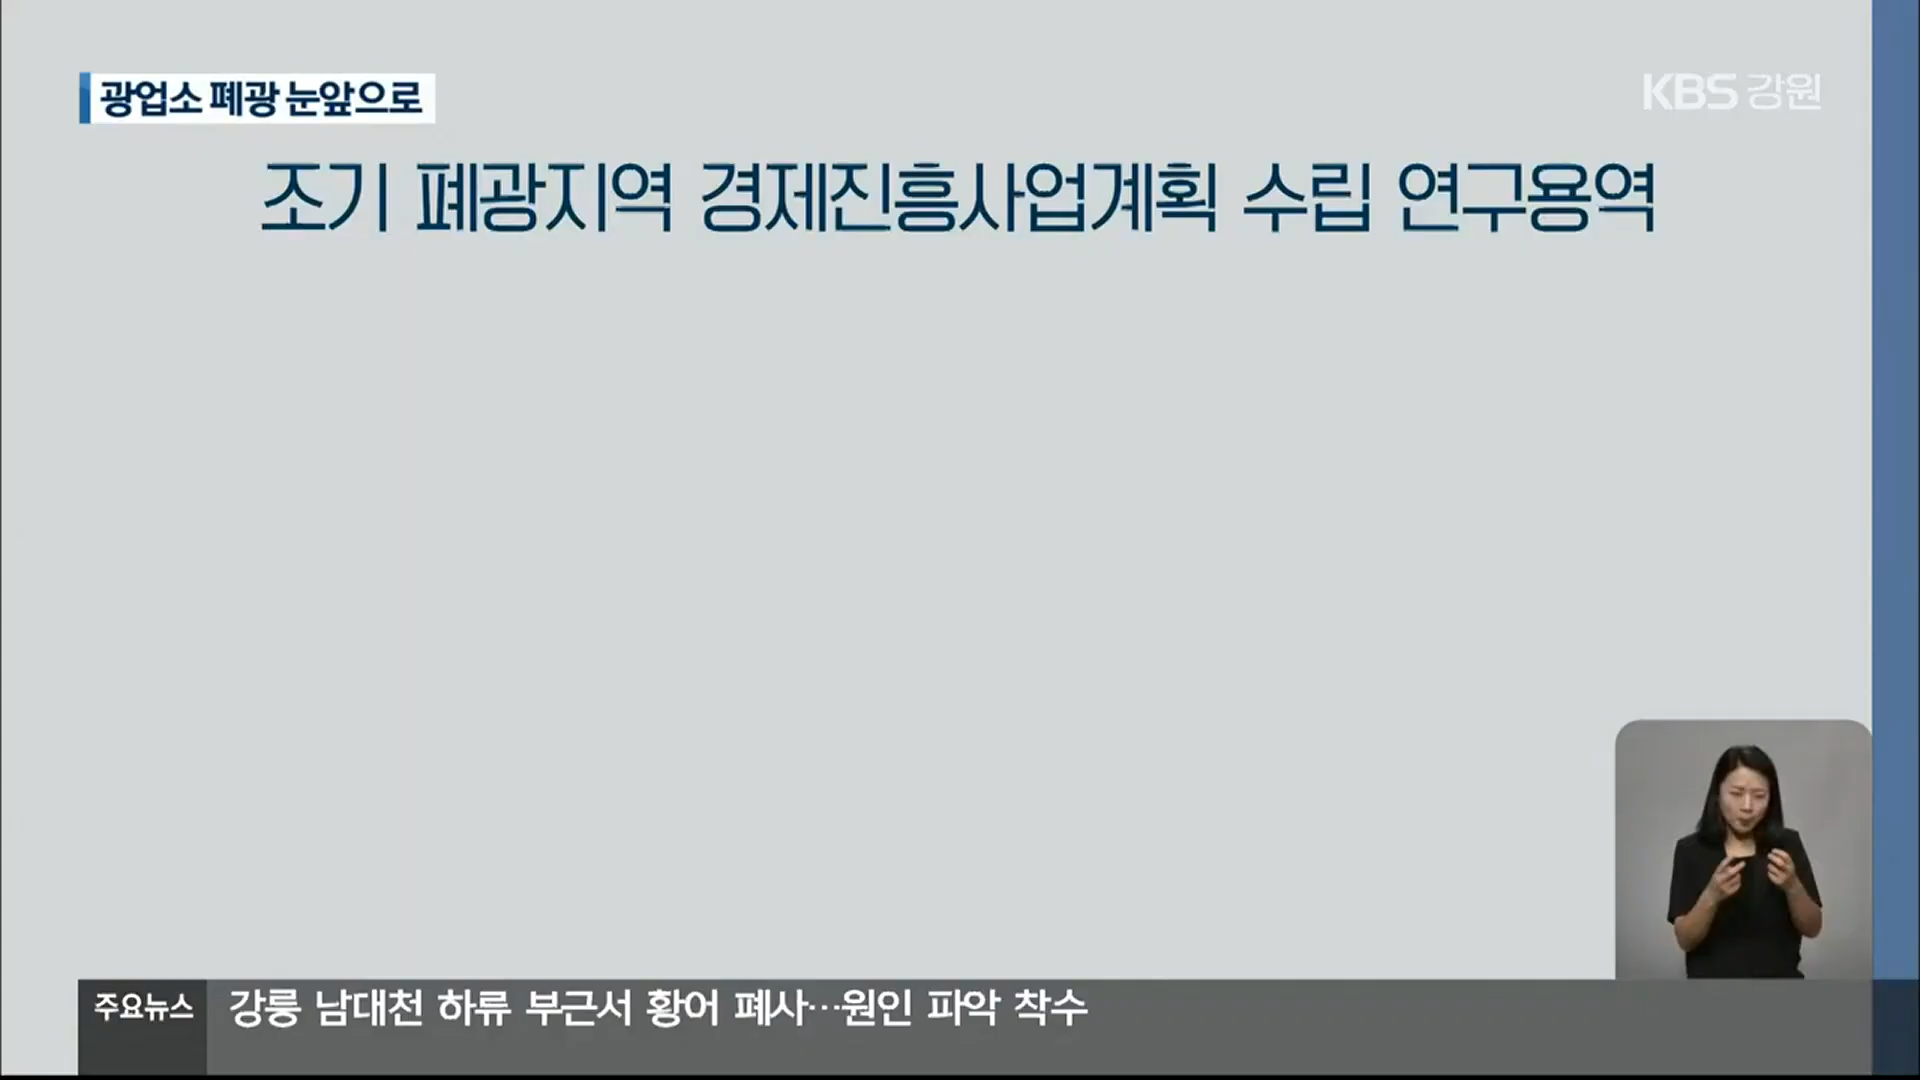 광업소 폐광 눈앞으로
KBS 강원
조기 폐광지역 경제진흥사업계획 수립 연구용역
주요뉴스
강릉 남대천 하류 부근서 황어 폐사…원인 파악 착수